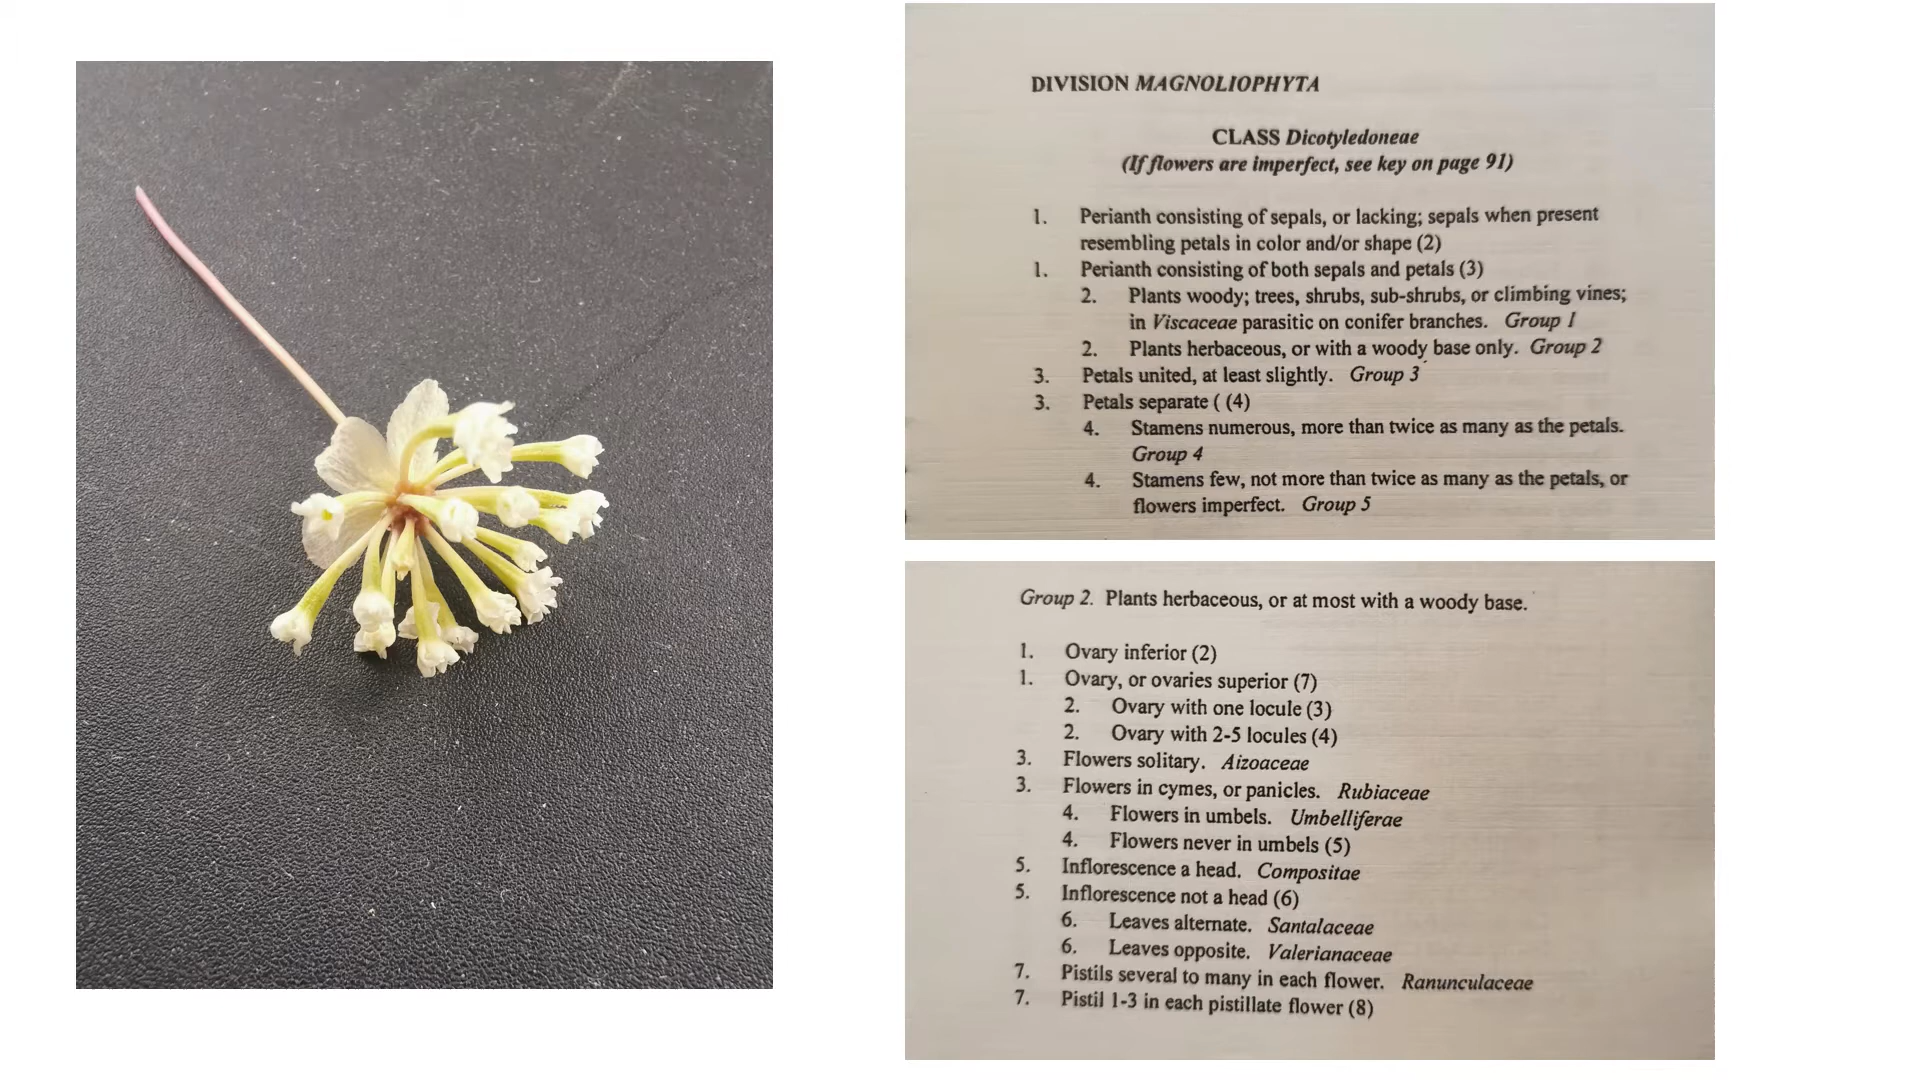 DIVISION MAGNOLIOPHYTA
CLASS Dicotyledoneae
(If flowers are imperfect, see key on page 91)
1. Perianth consisting of sepals, or lacking; sepals when present
resembling petals in color and/or shape (2)
1. Perianth consisting of both sepals and petals (3)
2. Plants woody; trees, shrubs, sub-shrubs, or climbing vines;
in Viscaceae parasitic on conifer branches. Group 1
2. Plants herbaceous, or with a woody base only. Group 2
3. Petals united, at least slightly. Group 3
3. Petals separate ( (4)
4. Stamens numerous, more than twice as many as the petals.
Group 4
4. Stamens few, not more than twice as many as the petals, or
flowers imperfect. Group 5
Group 2. Plants herbaceous, or at most with a woody base.
1. Ovary inferior (2)
1. Ovary, or ovaries superior (7)
2. Ovary with one locule (3)
2. Ovary with 2-5 locules (4)
3. Flowers solitary. Aizoaceae
3. Flowers in cymes, or panicles. Rubiaceae
4. Flowers in umbels. Umbelliferae
4. Flowers never in umbels (5)
5. Inflorescence a head. Compositae
5. Inflorescence not a head (6)
6. Leaves alternate. Santalaceae
6. Leaves opposite. Valerianaceae
7. Pistils several to many in each flower. Ranunculaceae
7. Pistil 1-3 in each pistillate flower (8)